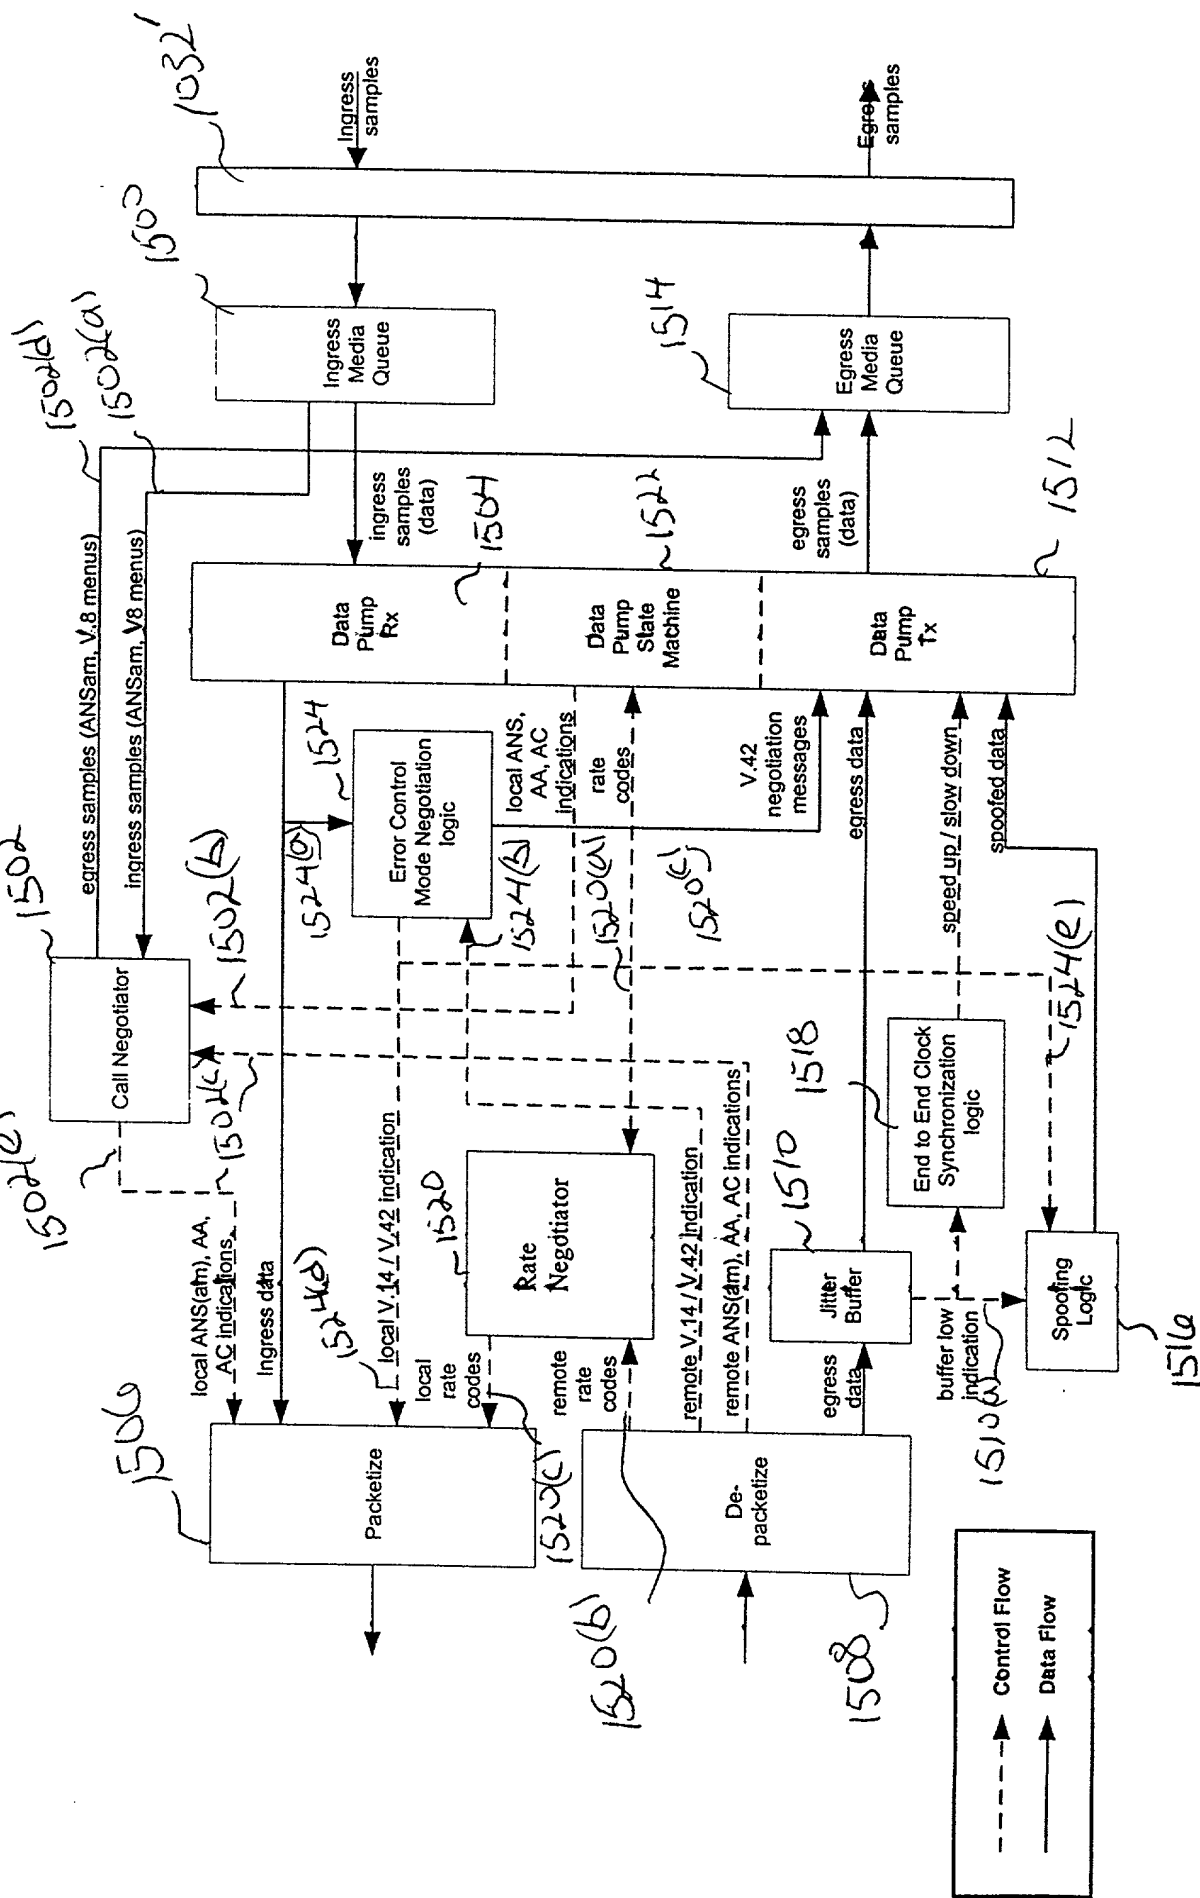 1032'
Ingress
samples
Egress
samples
1500
Ingress
Media
Queue
1514
Egress
Media
Queue
1502(d)
1502(a)
egress samples (ANSam, V.8 menus)
ingress samples (ANSam, V8 menus)
ingress
samples
(data)
1504
1522
egress
samples
(data)
1512
Data
Pump
Rx
Data
Pump
State
Machine
Data
Pump
Tx
1502
Call Negotiator
1502(b)
1502(c)
1502(e)
1524
1524(a)
Error Control
Mode Negotiation
logic
1524(b)
local ANS,
AA, AC
indications
rate
codes
1520(a)
1520(c)
V.42
negotiation
messages
egress data
speed up / slow down
spoofed data
1524(e)
1518
End to End Clock
Synchronization
logic
1510
Jitter
Buffer
1520
Rate
Negotiator
local ANS(am), AA,
AC indications
Ingress data
1524(d)
local V.14 / V.42 indication
local
rate
codes
remote
rate
codes
remote V.14 / V.42 indication
remote ANS(am), AA, AC indications
egress
data
buffer low
indication
1510(a)
Spoofing
Logic
1516
1506
Packetize
1520(c)
1520(b)
De-
packetize
1508
Control Flow
Data Flow